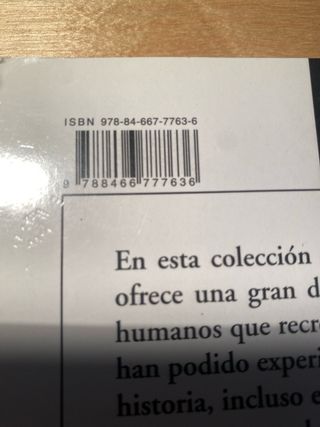 ISBN 978-84-667-7763-6
9 788466 777636
En esta colección
ofrece una gran d
humanos que recre
han podido experi
historia, incluso e